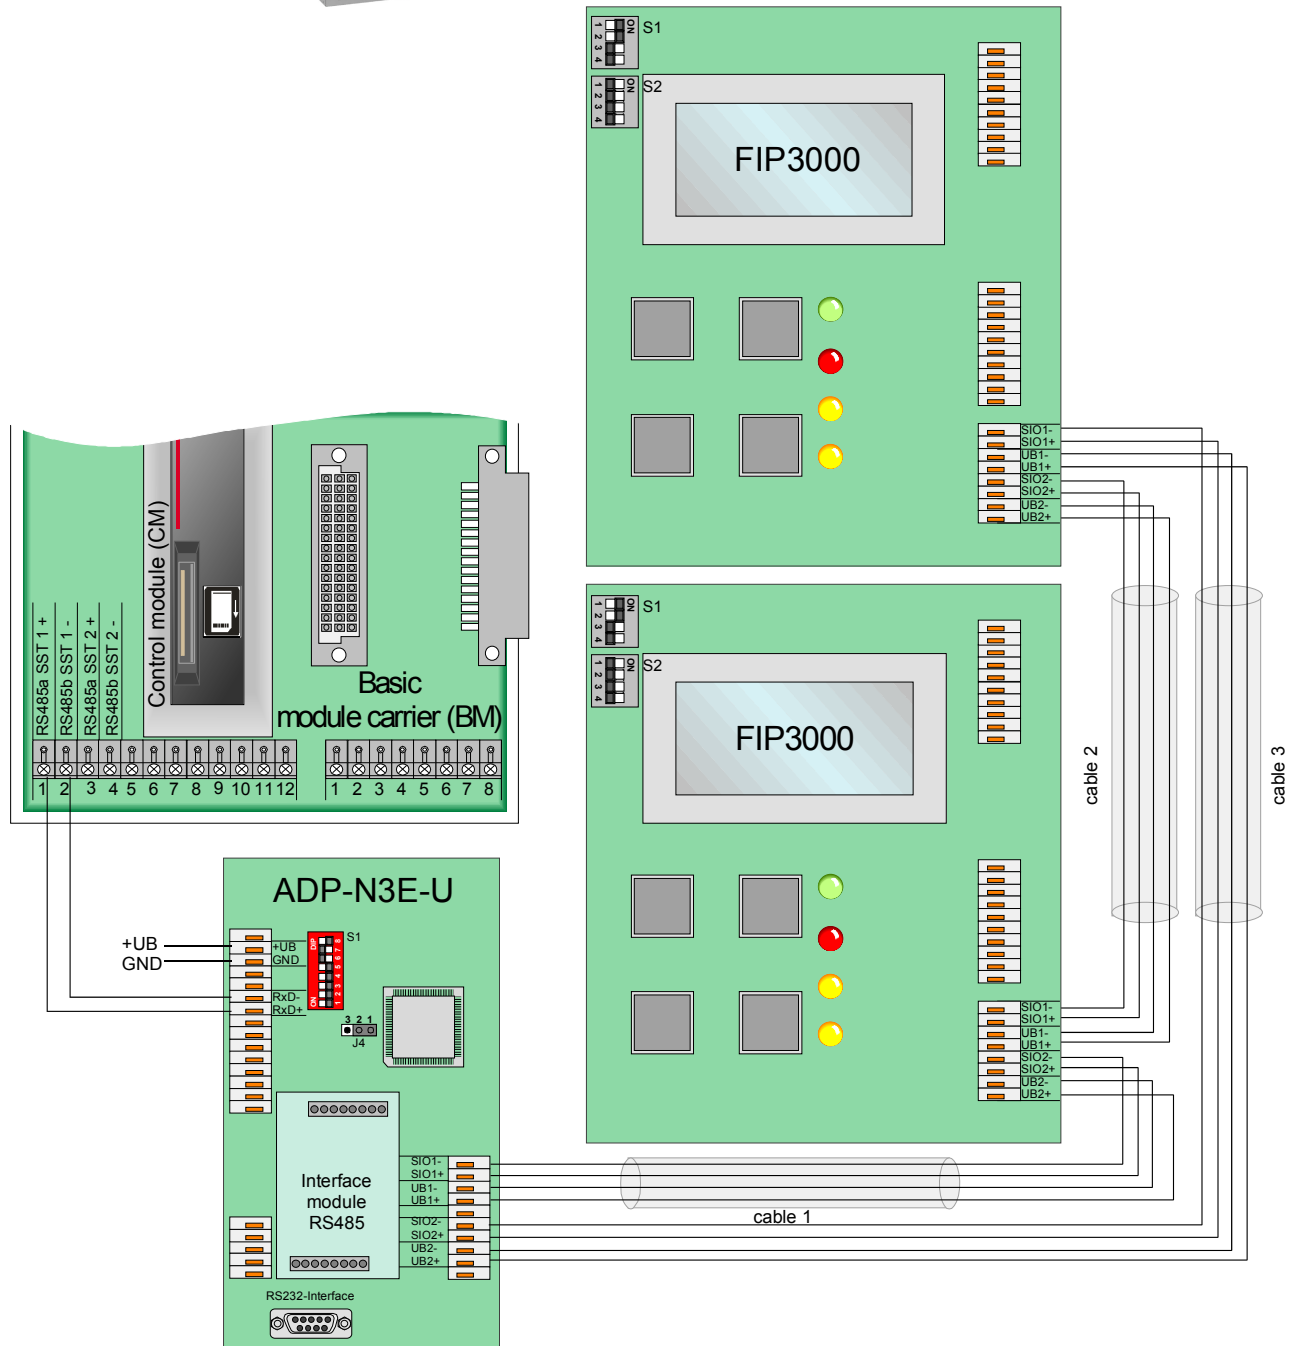 S1
ON
1
2
3
4
S2
ON
1
2
3
4
FIP3000
SIO1-
SIO1+
UB1-
UB1+
SIO2-
SIO2+
UB2-
UB2+
Control module (CM)
RS485a SST 1 +
RS485b SST 1 -
RS485a SST 2 +
RS485b SST 2 -
Basic
module carrier (BM)
1 2 3 4 5 6 7 8 9 10 11 12
1 2 3 4 5 6 7 8
S1
ON
1
2
3
4
S2
ON
1
2
3
4
FIP3000
cable 2
cable 3
SIO1-
SIO1+
UB1-
UB1+
SIO2-
SIO2+
UB2-
UB2+
ADP-N3E-U
+UB
GND
+UB
GND
RxD-
RxD+
S1
ON DIP
1 2 3 4 5 6 7 8
3 2 1
J4
Interface
module
RS485
SIO1-
SIO1+
UB1-
UB1+
SIO2-
SIO2+
UB2-
UB2+
cable 1
RS232-Interface